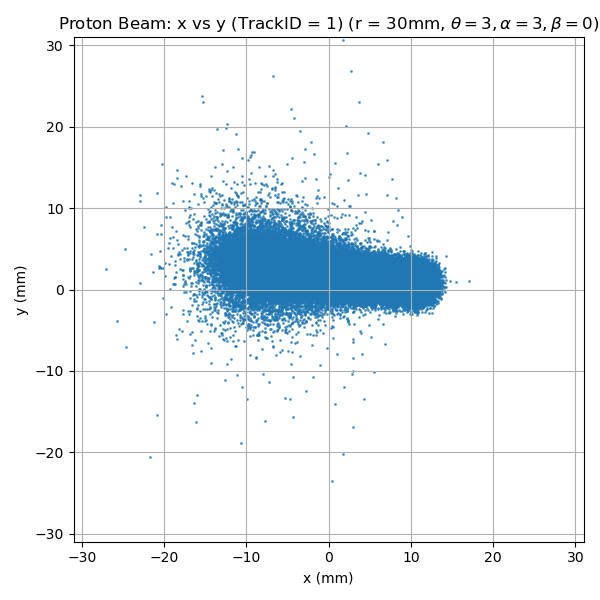 Proton Beam: x vs y (TrackID = 1) (r = 30mm, θ = 3, α = 3, β = 0)
30
20
10
0
−10
−20
−30
y (mm)
−30 −20 −10 0 10 20 30
x (mm)